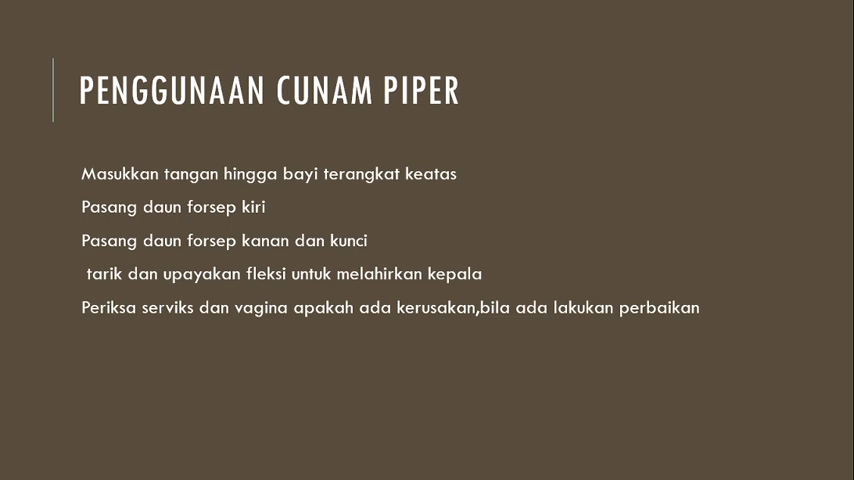 PENGGUNAAN CUNAM PIPER
Masukkan tangan hingga bayi terangkat keatas
Pasang daun forsep kiri
Pasang daun forsep kanan dan kunci
tarik dan upayakan fleksi untuk melahirkan kepala
Periksa serviks dan vagina apakah ada kerusakan,bila ada lakukan perbaikan